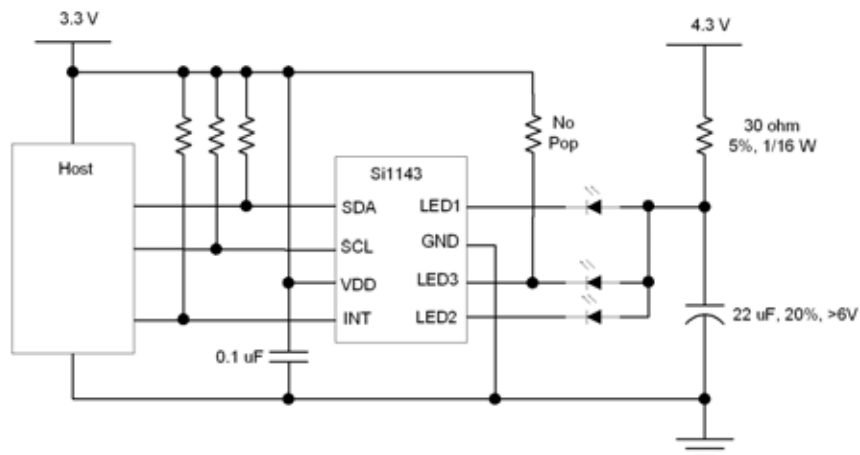 3.3 V
4.3 V
No
Pop
30 ohm
5%, 1/16 W
Host
Si1143
SDA
LED1
SCL
GND
VDD
LED3
INT
LED2
22 uF, 20%, >6V
0.1 uF